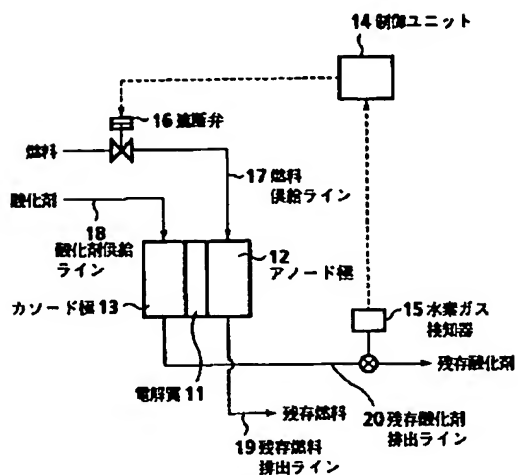 14 制御ユニット
16 遮断弁
燃料
17 燃料
供給ライン
酸化剤
18
酸化剤供給
ライン
12
アノード極
カソード極 13
15 水素ガス
検知器
電解質 11
残存酸化剤
残存燃料
20 残存酸化剤
排出ライン
19 残存燃料
排出ライン